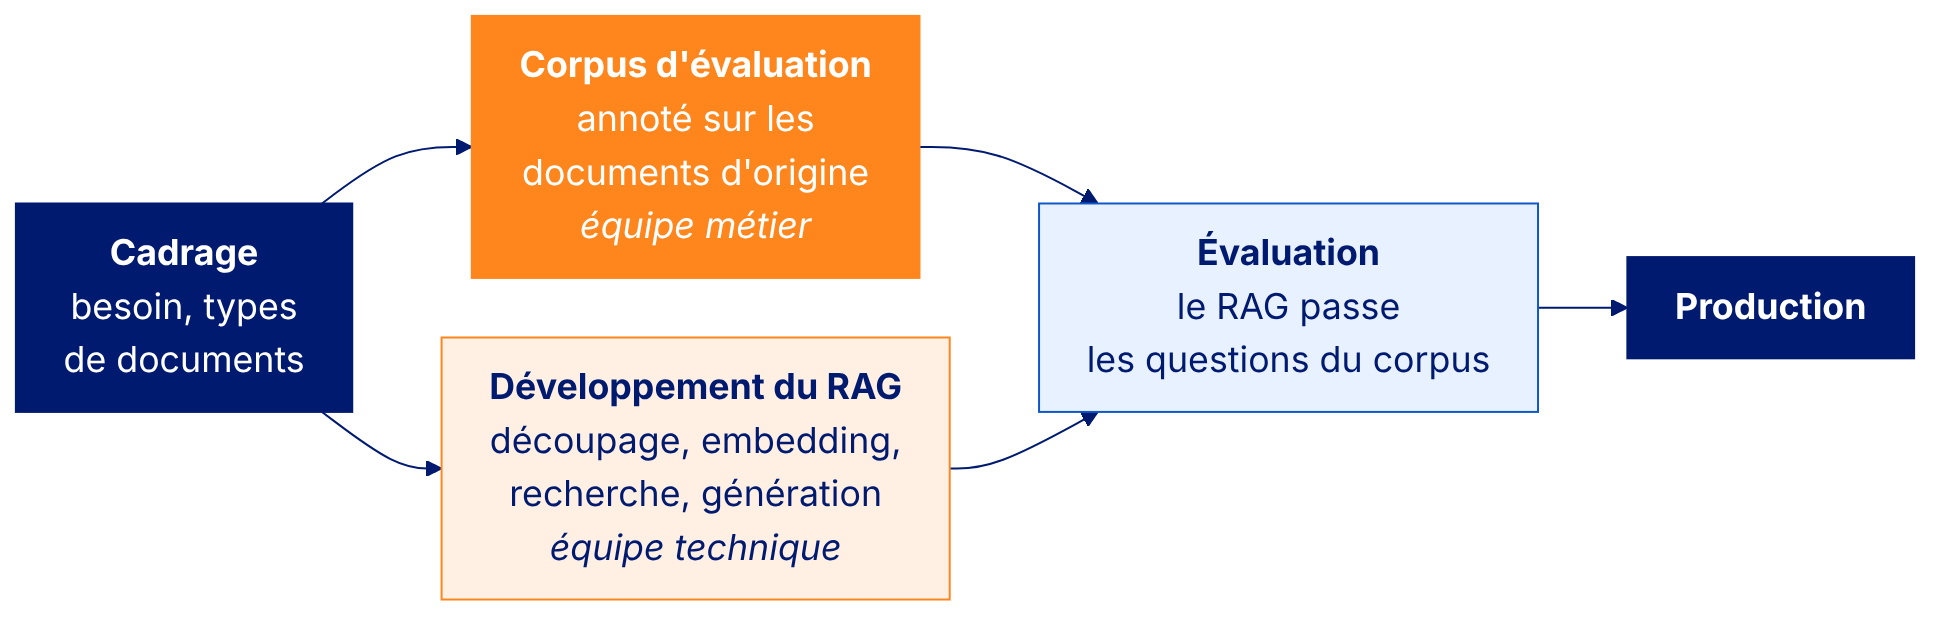 Cadrage
besoin, types
de documents
Corpus d'évaluation
annoté sur les
documents d'origine
équipe métier
Développement du RAG
découpage, embedding,
recherche, génération
équipe technique
Évaluation
le RAG passe
les questions du corpus
Production